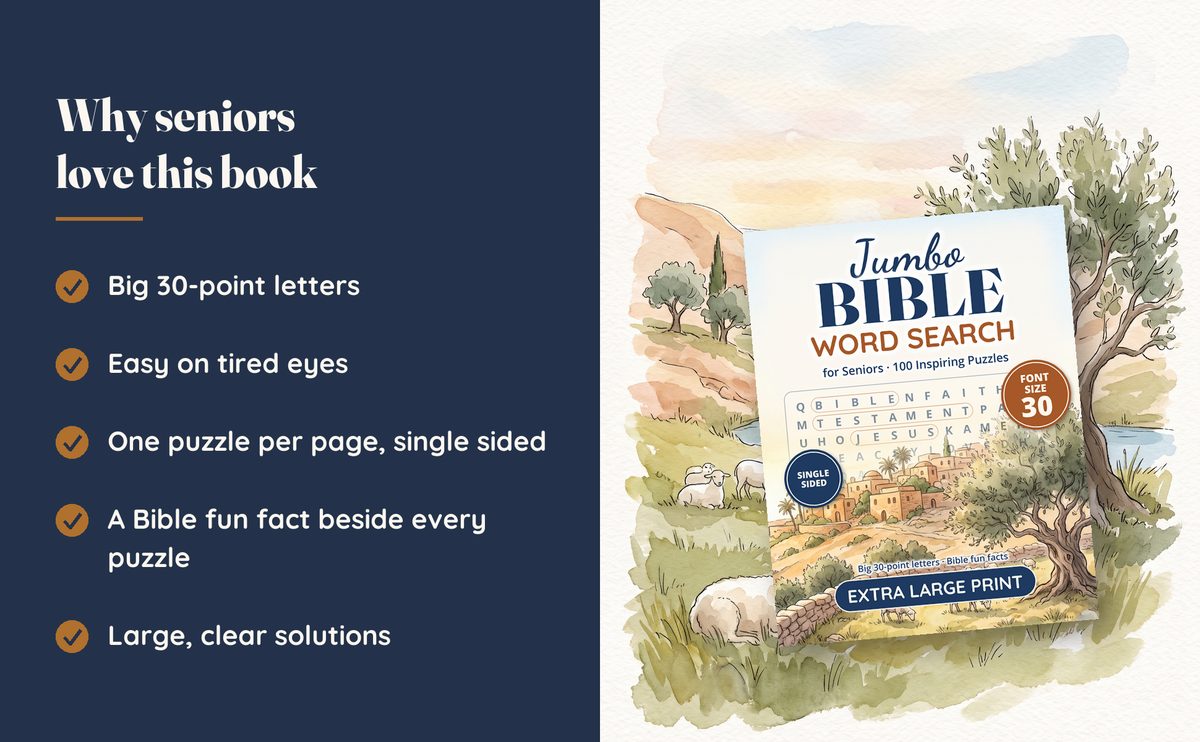 Why seniors
love this book
Big 30-point letters
Easy on tired eyes
One puzzle per page, single sided
A Bible fun fact beside every
puzzle
Large, clear solutions
Jumbo
BIBLE
WORD SEARCH
for Seniors · 100 Inspiring Puzzles
FONT
SIZE
30
Q B I B L E N F A I T H
M T E S T A M E N T P A
U H O J E S U S K A M E
E A C
SINGLE
SIDED
Big 30-point letters · Bible fun facts
EXTRA LARGE PRINT